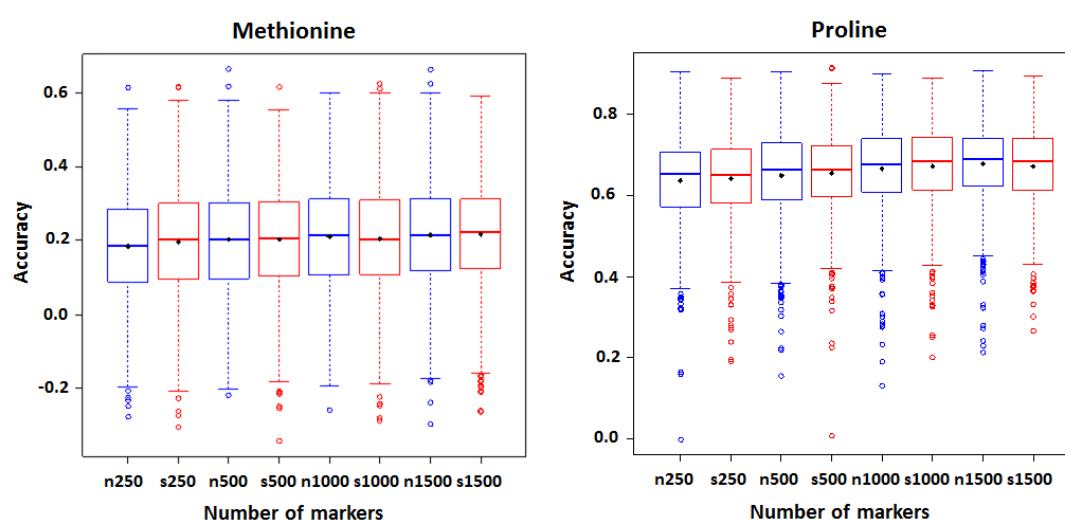 Methionine
Accuracy
0.6
0.4
0.2
0.0
-0.2
n250 s250 n500 s500 n1000 s1000 n1500 s1500
Number of markers
Proline
Accuracy
0.8
0.6
0.4
0.2
0.0
n250 s250 n500 s500 n1000 s1000 n1500 s1500
Number of markers